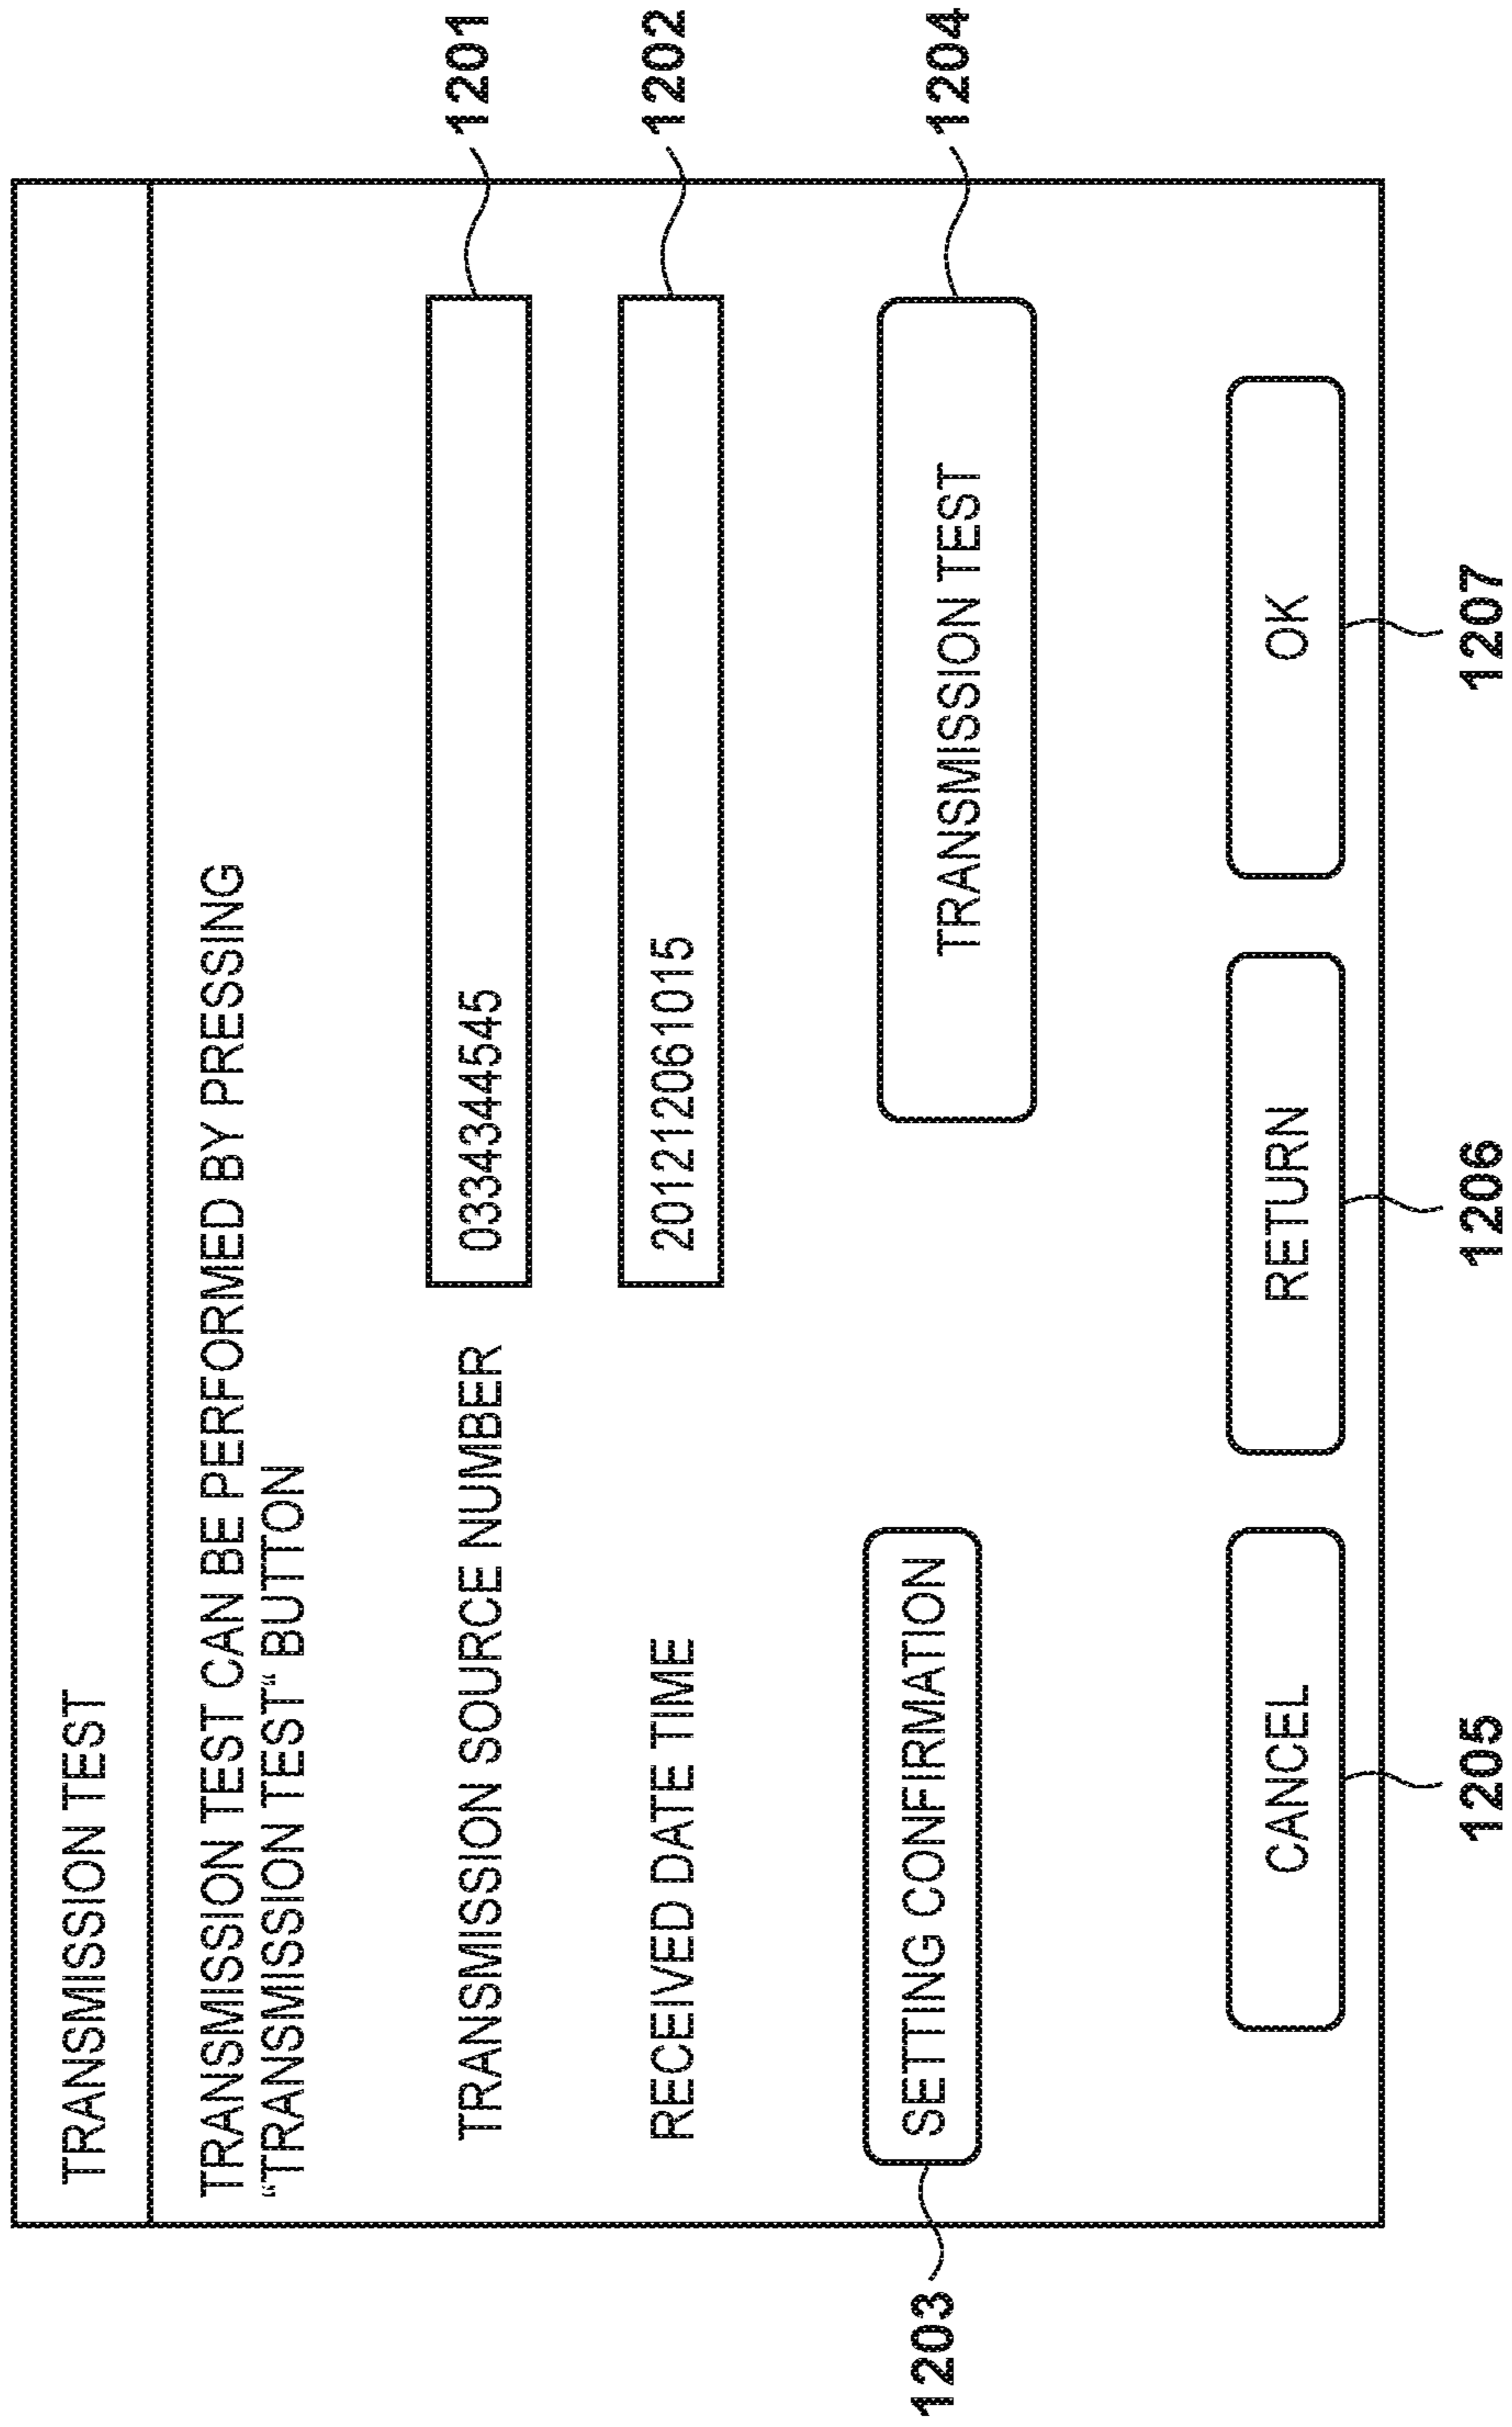 TRANSMISSION TEST
TRANSMISSION TEST CAN BE PERFORMED BY PRESSING
“TRANSMISSION TEST“ BUTTON
TRANSMISSION SOURCE NUMBER 0334344545 1201
RECEIVED DATE TIME 201212061015 1202
1203 SETTING CONFIRMATION TRANSMISSION TEST 1204
CANCEL RETURN OK
1205 1206 1207